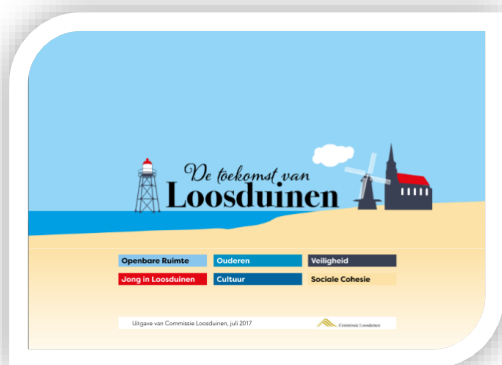 De toekomst van
Loosduinen
Openbare Ruimte
Ouderen
Veiligheid
Jong in Loosduinen
Cultuur
Sociale Cohesie
Uitgave van Commissie Loosduinen, juli 2017
Commissie Loosduinen